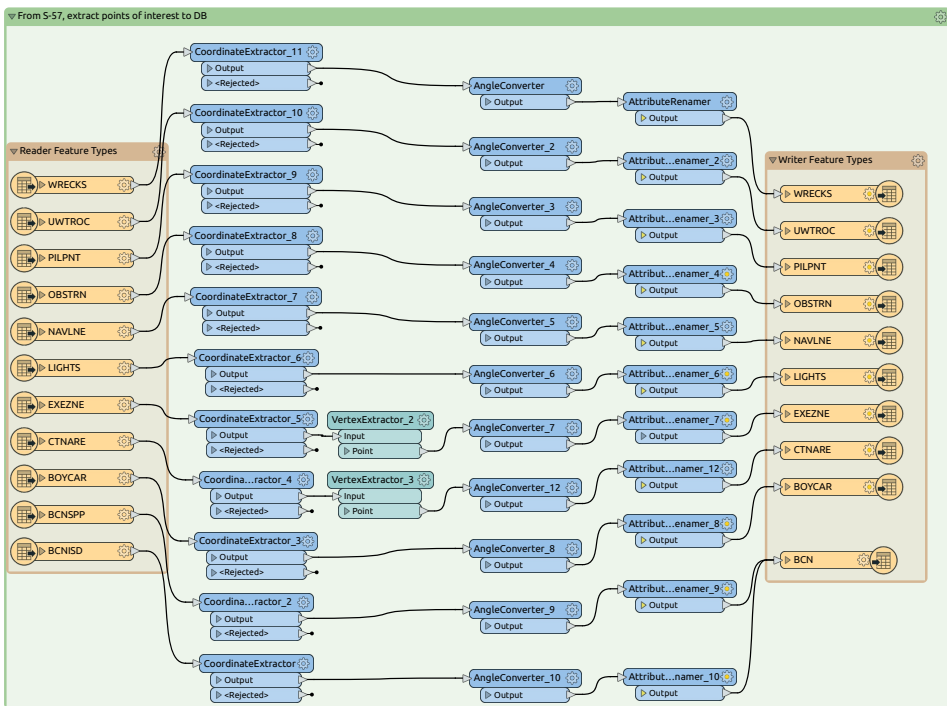 From S-57, extract points of interest to DB
Reader Feature Types
WRECKS
UWTROC
PILPNT
OBSTRN
NAVLNE
LIGHTS
EXEZNE
CTNARE
BOYCAR
BCNSPP
BCNISD
CoordinateExtractor_11
Output
<Rejected>
CoordinateExtractor_10
Output
<Rejected>
CoordinateExtractor_9
Output
<Rejected>
CoordinateExtractor_8
Output
<Rejected>
CoordinateExtractor_7
Output
<Rejected>
CoordinateExtractor_6
Output
<Rejected>
CoordinateExtractor_5
Output
<Rejected>
Coordina...ractor_4
Output
<Rejected>
CoordinateExtractor_3
Output
<Rejected>
Coordina...ractor_2
Output
<Rejected>
CoordinateExtractor
Output
<Rejected>
VertexExtractor_2
Input
Point
VertexExtractor_3
Input
Point
AngleConverter
Output
AngleConverter_2
Output
AngleConverter_3
Output
AngleConverter_4
Output
AngleConverter_5
Output
AngleConverter_6
Output
AngleConverter_7
Output
AngleConverter_12
Output
AngleConverter_8
Output
AngleConverter_9
Output
AngleConverter_10
Output
AttributeRenamer
Output
Attribut...enamer_2
Output
Attribut...enamer_3
Output
Attribut...enamer_4
Output
Attribut...enamer_5
Output
Attribut...enamer_6
Output
Attribut...enamer_7
Output
Attribut...namer_12
Output
Attribut...enamer_8
Output
Attribut...enamer_9
Output
Attribut...namer_10
Output
Writer Feature Types
WRECKS
UWTROC
PILPNT
OBSTRN
NAVLNE
LIGHTS
EXEZNE
CTNARE
BOYCAR
BCN